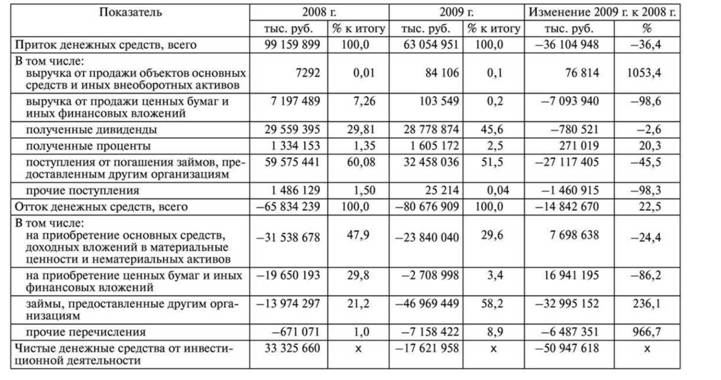 Показатель 2008 г. 2009 г. Изменение 2009 г. к 2008 г.
тыс. руб. % к итогу тыс. руб. % к итогу тыс. руб. %
Приток денежных средств, всего 99 159 899 100,0 63 054 951 100,0 −36 104 948 −36,4
В том числе:
выручка от продажи объектов основных 7292 0,01 84 106 0,1 76 814 1053,4
средств и иных внеоборотных активов
выручка от продажи ценных бумаг и 7 197 489 7,26 103 549 0,2 −7 093 940 −98,6
иных финансовых вложений
полученные дивиденды 29 559 395 29,81 28 778 874 45,6 −780 521 −2,6
полученные проценты 1 334 153 1,35 1 605 172 2,5 271 019 20,3
поступления от погашения займов, пре- 59 575 441 60,08 32 458 036 51,5 −27 117 405 −45,5
доставленным другим организациям
прочие поступления 1 486 129 1,50 25 214 0,04 −1 460 915 −98,3
Отток денежных средств, всего −65 834 239 100,0 −80 676 909 100,0 −14 842 670 22,5
В том числе:
на приобретение основных средств, −31 538 678 47,9 −23 840 040 29,6 7 698 638 −24,4
доходных вложений в материальные
ценности и нематериальных активов
на приобретение ценных бумаг и иных −19 650 193 29,8 −2 708 998 3,4 16 941 195 −86,2
финансовых вложений
займы, предоставленные другим орга- −13 974 297 21,2 −46 969 449 58,2 −32 995 152 236,1
низациям
прочие перечисления −671 071 1,0 −7 158 422 8,9 −6 487 351 966,7
Чистые денежные средства от инвести- 33 325 660 х −17 621 958 х −50 947 618 х
ционной деятельности